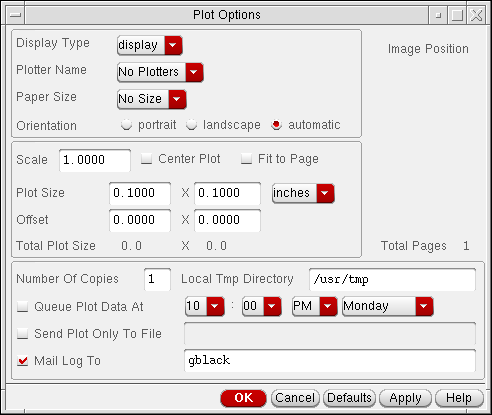 Plot Options
Display Type display Image Position
Plotter Name No Plotters
Paper Size No Size
Orientation portrait landscape automatic
Scale 1.0000 Center Plot Fit to Page
Plot Size 0.1000 X 0.1000 inches
Offset 0.0000 X 0.0000
Total Plot Size 0.0 X 0.0 Total Pages 1
Number Of Copies 1 Local Tmp Directory /usr/tmp
Queue Plot Data At 10 : 00 PM Monday
Send Plot Only To File
Mail Log To gblack
OK Cancel Defaults Apply Help